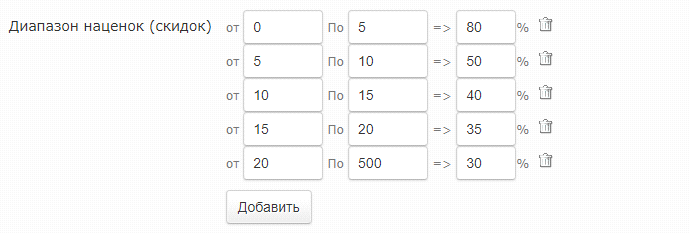 Диапазон наценок (скидок) от 0 По 5 => 80 %
от 5 По 10 => 50 %
от 10 По 15 => 40 %
от 15 По 20 => 35 %
от 20 По 500 => 30 %
Добавить